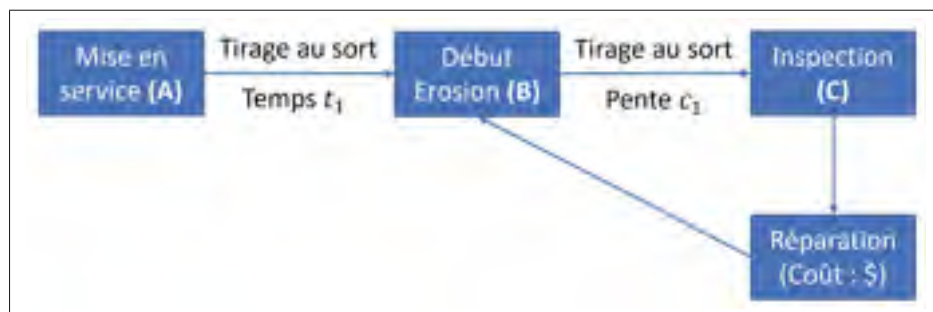 Mise en
service (A)
Tirage au sort
Temps t₁
Début
Erosion (B)
Tirage au sort
Pente c₁
Inspection
(C)
Réparation
(Coût : $)